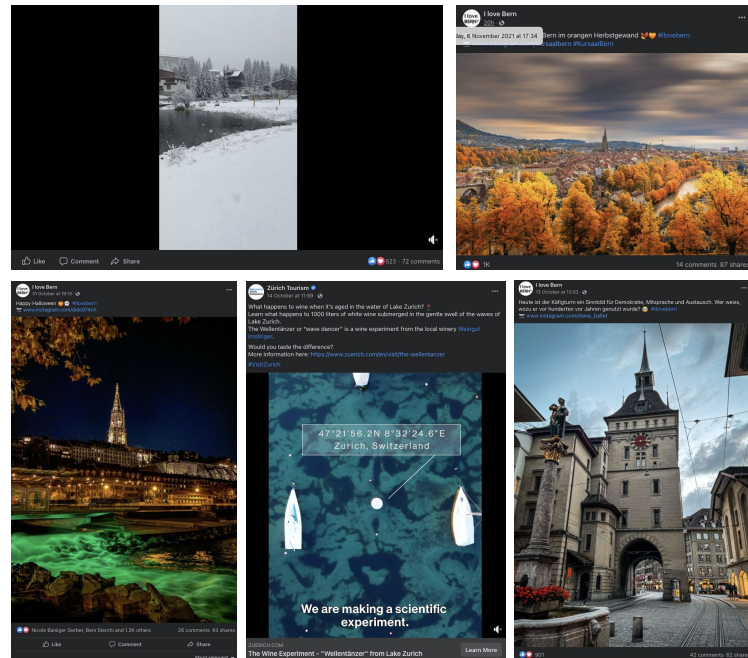 Like Comment Share
523 · 72 comments
I love Bern
20h
day, 6 November 2021 at 17:34
Bern im orangen Herbstgewand #ilovebern
#KursaalBern
1K
14 comments 87 shares
I love Bern
31 October at 19:15
Happy Halloween #ilovebern
Nicole Balsiger Gerber, Beni Sterchi and 1.2K others
26 comments 93 shares
Like Comment Share
Most relevant
Zürich Tourism
14 October at 11:59
What happens to wine when it's aged in the water of Lake Zurich?
Learn what happens to 1000 liters of white wine submerged in the gentle swell of the waves of
Lake Zurich.
The Wellentänzer or "wave dancer" is a wine experiment from the local winery Weingut
Would you taste the difference?
More information here: https://www.zuerich.com/en/visit/the-wellentanzer
#VisitZurich
47°21'56.2N 8°32'24.6"E
Zurich, Switzerland
We are making a scientific
experiment.
ZUERICH.COM
The Wine Experiment - "Wellentänzer" from Lake Zurich
Learn More
I love Bern
Heute ist der Käfigturm ein Sinnbild für Demokratie, Mitsprache und Austausch. Wer weiss,
wozu er vor hunderten vor Jahren genutzt wurde? #ilovebern
www.instagram.com/diana_ballet
901
42 comments 62 shares